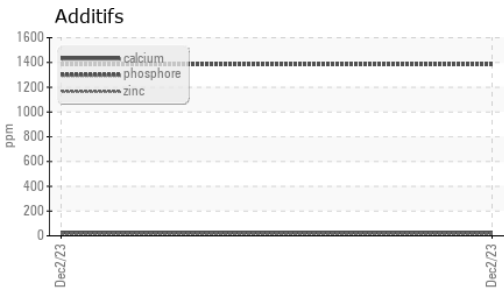 Additifs
1600
1400
1200
1000
800
600
400
200
0
ppm
calcium
phosphore
zinc
Dec2/23
Dec2/23